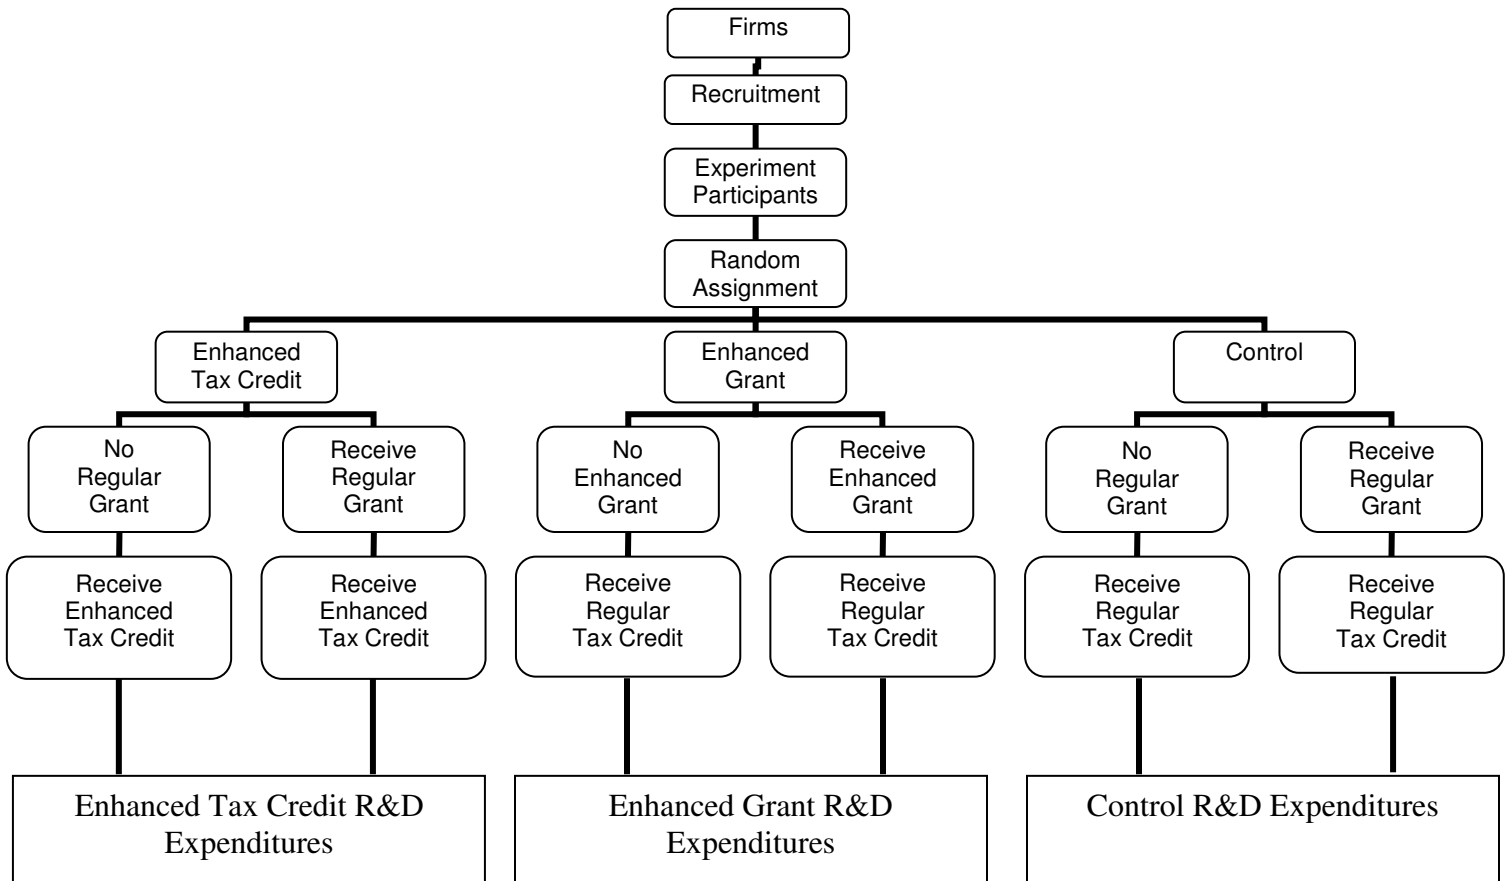 Firms
Recruitment
Experiment
Participants
Random
Assignment
Enhanced
Tax Credit
Enhanced
Grant
Control
No
Regular
Grant
Receive
Regular
Grant
No
Enhanced
Grant
Receive
Enhanced
Grant
No
Regular
Grant
Receive
Regular
Grant
Receive
Enhanced
Tax Credit
Receive
Enhanced
Tax Credit
Receive
Regular
Tax Credit
Receive
Regular
Tax Credit
Receive
Regular
Tax Credit
Receive
Regular
Tax Credit
Enhanced Tax Credit R&D
Expenditures
Enhanced Grant R&D
Expenditures
Control R&D Expenditures